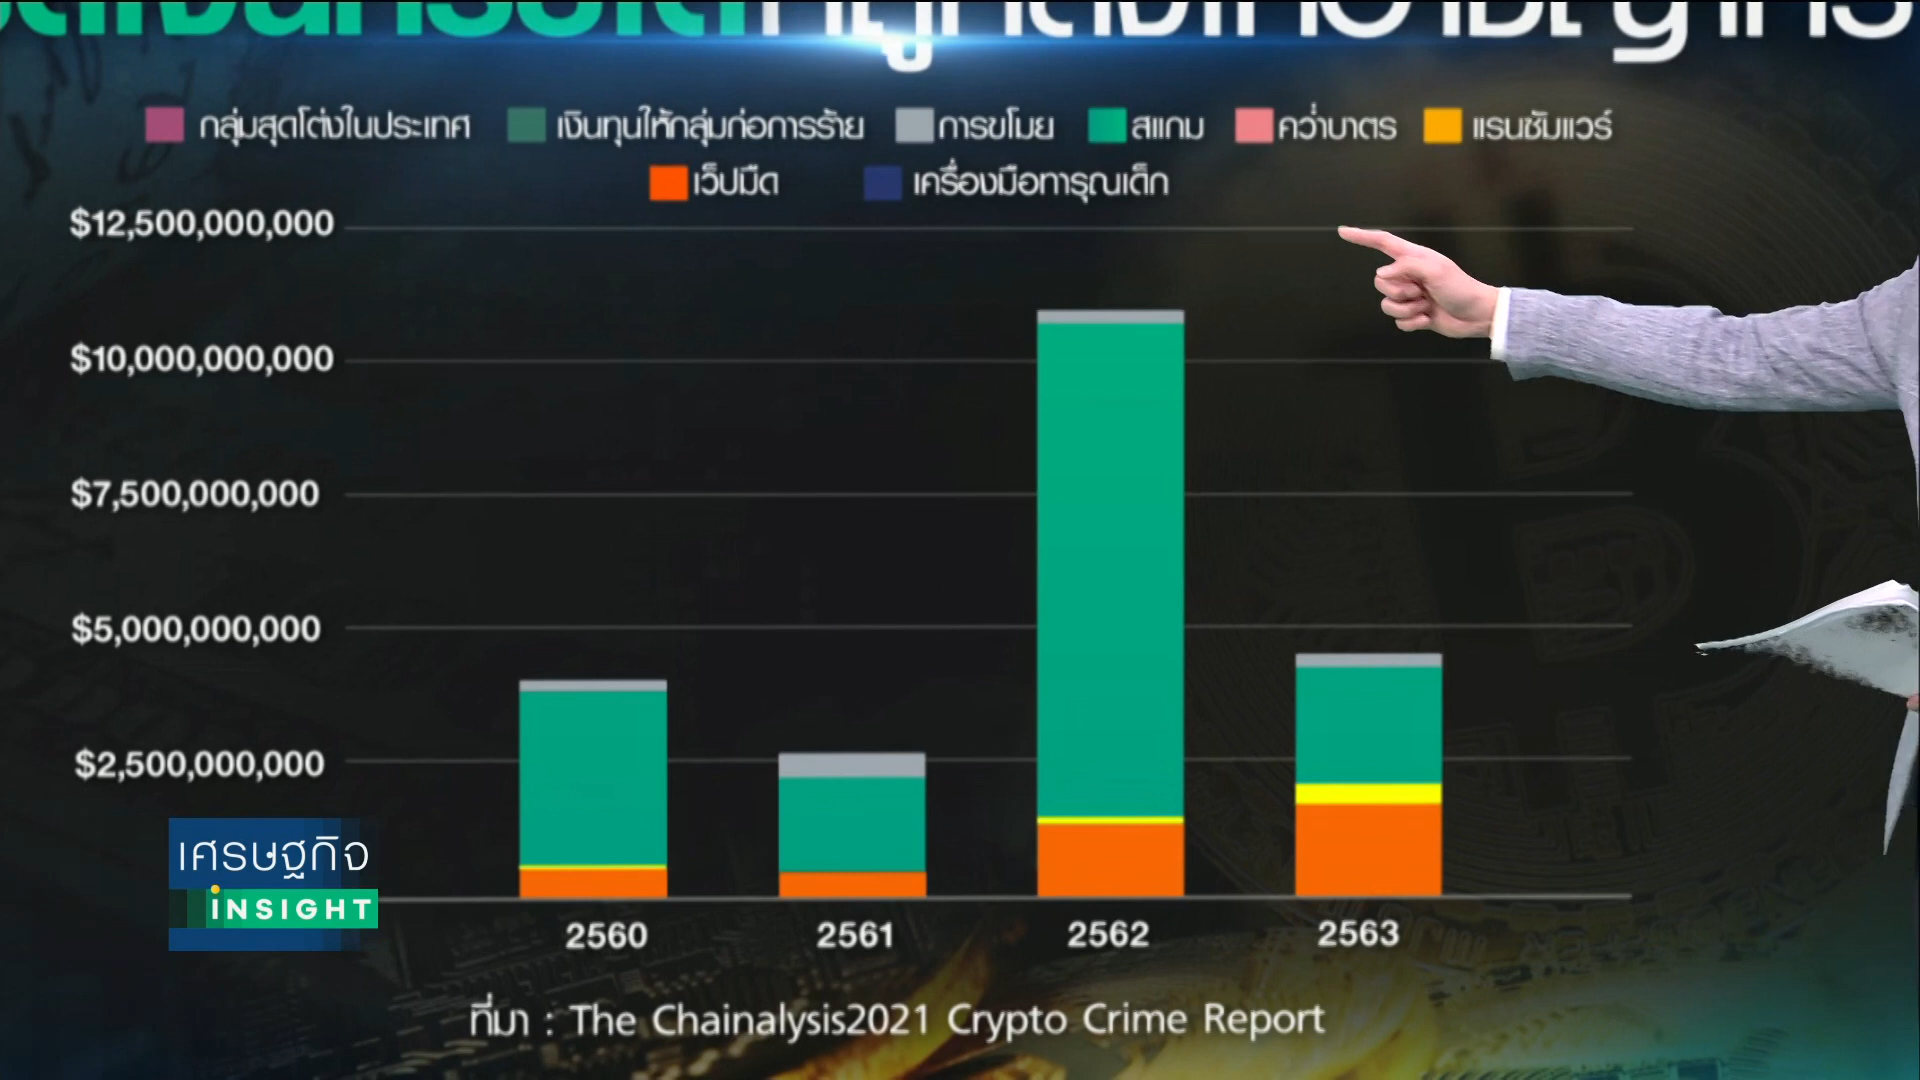 กลุ่มสุดโต่งในประเทศ เงินทุนให้กลุ่มก่อการร้าย การขโมย สแกม คว่ำบาตร แรนซัมแวร์
เว็ปมืด เครื่องมือทารุณเด็ก
$12,500,000,000
$10,000,000,000
$7,500,000,000
$5,000,000,000
$2,500,000,000
เศรษฐกิจ
INSIGHT
2560 2561 2562 2563
ที่มา : The Chainalysis2021 Crypto Crime Report